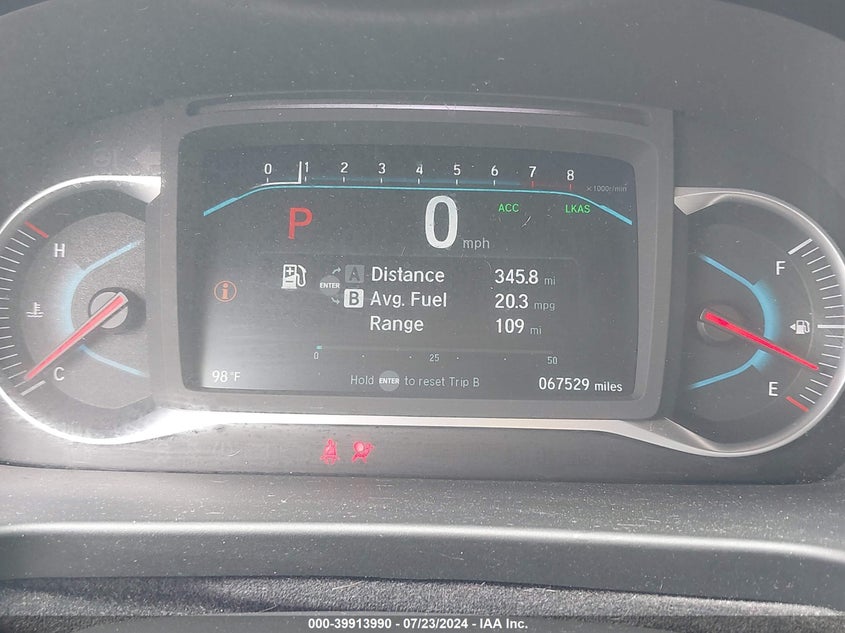 0 1 2 3 4 5 6 7 8
×1000r/min
P 0 mph
ACC LKAS
H
C
F
E
A Distance 345.8 mi
ENTER
B Avg. Fuel 20.3 mpg
Range 109 mi
0 25 50
98°F
Hold ENTER to reset Trip B
067529 miles
000-39913990 - 07/23/2024 - IAA Inc.